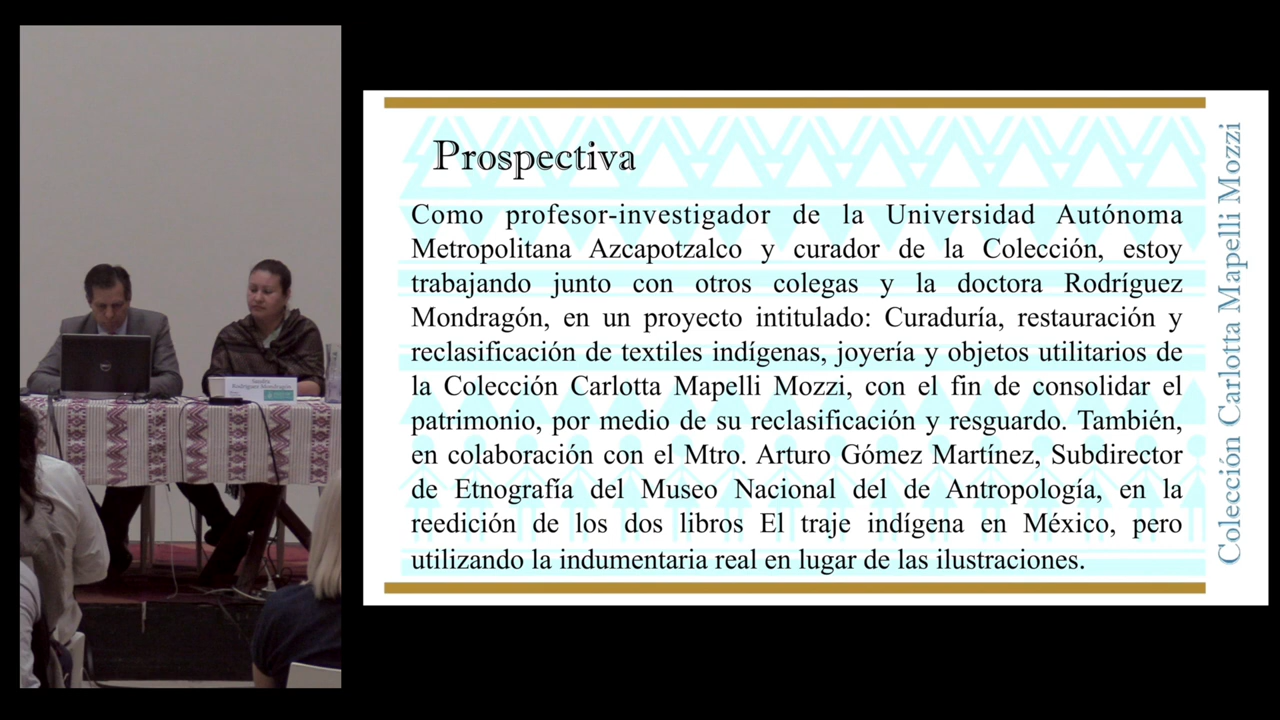 Prospectiva
Como profesor-investigador de la Universidad Autónoma
Metropolitana Azcapotzalco y curador de la Colección, estoy
trabajando junto con otros colegas y la doctora Rodríguez
Mondragón, en un proyecto intitulado: Curaduría, restauración y
reclasificación de textiles indígenas, joyería y objetos utilitarios de
la Colección Carlotta Mapelli Mozzi, con el fin de consolidar el
patrimonio, por medio de su reclasificación y resguardo. También,
en colaboración con el Mtro. Arturo Gómez Martínez, Subdirector
de Etnografía del Museo Nacional del de Antropología, en la
reedición de los dos libros El traje indígena en México, pero
utilizando la indumentaria real en lugar de las ilustraciones.
Colección Carlotta Mapelli Mozzi
Sandra
Rodríguez Mondragón
DELL